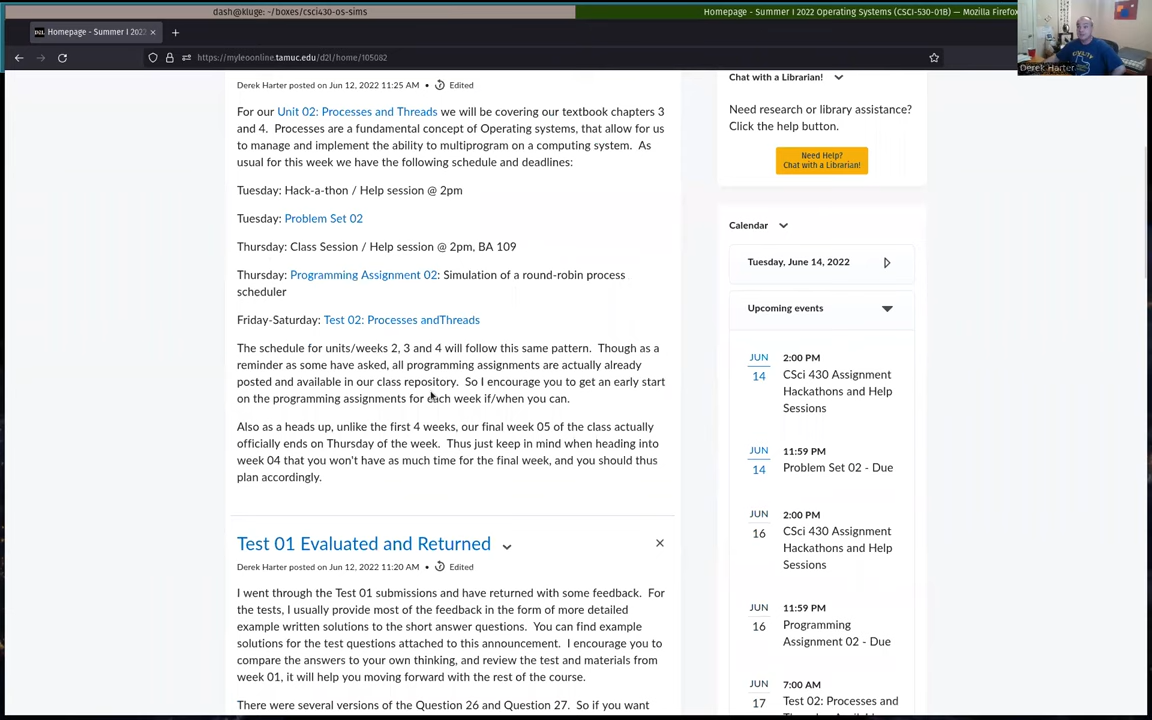 dash@kluge: ~/boxes/csci430-os-sims
Homepage - Summer I 2022 Operating Systems (CSCI-530-01B) — Mozilla Firefox
Homepage - Summer I 2022
https://myleoonline.tamuc.edu/d2l/home/105082
Derek Harter
Derek Harter posted on Jun 12, 2022 11:25 AM • Edited
For our Unit 02: Processes and Threads we will be covering our textbook chapters 3
and 4. Processes are a fundamental concept of Operating systems, that allow for us
to manage and implement the ability to multiprogram on a computing system. As
usual for this week we have the following schedule and deadlines:
Tuesday: Hack-a-thon / Help session @ 2pm
Tuesday: Problem Set 02
Thursday: Class Session / Help session @ 2pm, BA 109
Thursday: Programming Assignment 02: Simulation of a round-robin process
scheduler
Friday-Saturday: Test 02: Processes andThreads
The schedule for units/weeks 2, 3 and 4 will follow this same pattern. Though as a
reminder as some have asked, all programming assignments are actually already
posted and available in our class repository. So I encourage you to get an early start
on the programming assignments for each week if/when you can.
Also as a heads up, unlike the first 4 weeks, our final week 05 of the class actually
officially ends on Thursday of the week. Thus just keep in mind when heading into
week 04 that you won't have as much time for the final week, and you should thus
plan accordingly.
Test 01 Evaluated and Returned
Derek Harter posted on Jun 12, 2022 11:20 AM • Edited
I went through the Test 01 submissions and have returned with some feedback. For
the tests, I usually provide most of the feedback in the form of more detailed
example written solutions to the short answer questions. You can find example
solutions for the test questions attached to this announcement. I encourage you to
compare the answers to your own thinking, and review the test and materials from
week 01, it will help you moving forward with the rest of the course.
There were several versions of the Question 26 and Question 27. So if you want
Chat with a Librarian!
Need research or library assistance?
Click the help button.
Need Help?
Chat with a Librarian!
Calendar
Tuesday, June 14, 2022
Upcoming events
JUN
14
2:00 PM
CSci 430 Assignment
Hackathons and Help
Sessions
JUN
14
11:59 PM
Problem Set 02 - Due
JUN
16
2:00 PM
CSci 430 Assignment
Hackathons and Help
Sessions
JUN
16
11:59 PM
Programming
Assignment 02 - Due
JUN
17
7:00 AM
Test 02: Processes and